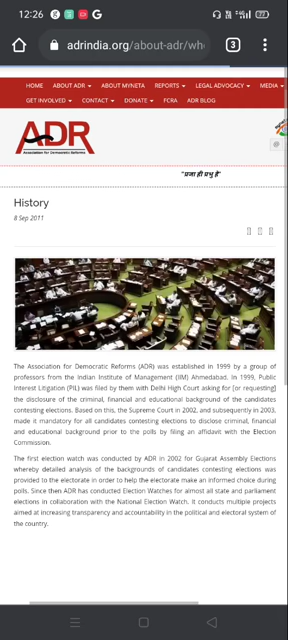 12:26
adrindia.org/about-adr/wh
3
HOME ABOUT ADR ABOUT MYNETA REPORTS LEGAL ADVOCACY MEDIA
GET INVOLVED CONTACT DONATE FCRA ADR BLOG
ADR
Association for Democratic Reforms
"प्रजा ही प्रभु है"
History
8 Sep 2011
The Association for Democratic Reforms (ADR) was established in 1999 by a group of
professors from the Indian Institute of Management (IIM) Ahmedabad. In 1999, Public
Interest Litigation (PIL) was filed by them with Delhi High Court asking for [or requesting]
the disclosure of the criminal, financial and educational background of the candidates
contesting elections. Based on this, the Supreme Court in 2002, and subsequently in 2003,
made it mandatory for all candidates contesting elections to disclose criminal, financial
and educational background prior to the polls by filing an affidavit with the Election
Commission.
The first election watch was conducted by ADR in 2002 for Gujarat Assembly Elections
whereby detailed analysis of the backgrounds of candidates contesting elections was
provided to the electorate in order to help the electorate make an informed choice during
polls. Since then ADR has conducted Election Watches for almost all state and parliament
elections in collaboration with the National Election Watch. It conducts multiple projects
aimed at increasing transparency and accountability in the political and electoral system of
the country.